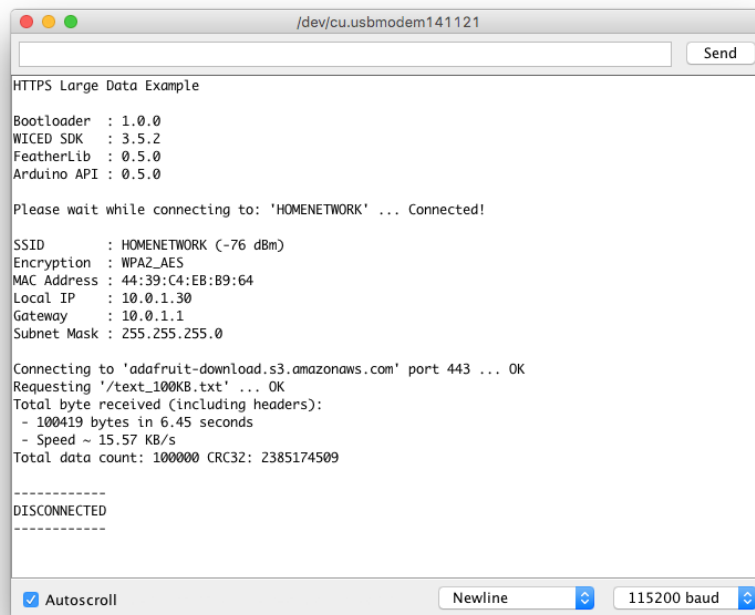 /dev/cu.usbmodem141121
Send
HTTPS Large Data Example
Bootloader  : 1.0.0
WICED SDK   : 3.5.2
FeatherLib  : 0.5.0
Arduino API : 0.5.0
Please wait while connecting to: 'HOMENETWORK' ... Connected!
SSID        : HOMENETWORK (-76 dBm)
Encryption  : WPA2_AES
MAC Address : 44:39:C4:EB:B9:64
Local IP    : 10.0.1.30
Gateway     : 10.0.1.1
Subnet Mask : 255.255.255.0
Connecting to 'adafruit-download.s3.amazonaws.com' port 443 ... OK
Requesting '/text_100KB.txt' ... OK
Total byte received (including headers):
 - 100419 bytes in 6.45 seconds
 - Speed ~ 15.57 KB/s
Total data count: 100000 CRC32: 2385174509
------------
DISCONNECTED
------------
Autoscroll Newline 115200 baud